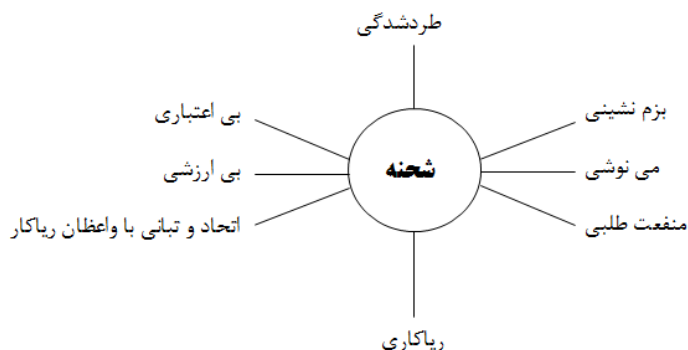 طردشدگی
بزم نشینی
بی اعتباری
می نوشی
شحنه
بی ارزشی
منفعت طلبی
اتحاد و تبانی با واعظان ریاکار
ریاکاری